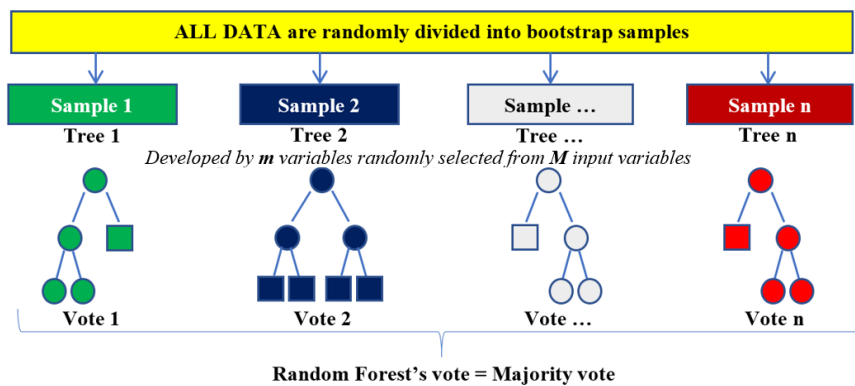 ALL DATA are randomly divided into bootstrap samples
Sample 1
Sample 2
Sample …
Sample n
Tree 1
Tree 2
Tree …
Tree n
Developed by m variables randomly selected from M input variables
Vote 1
Vote 2
Vote …
Vote n
Random Forest’s vote = Majority vote